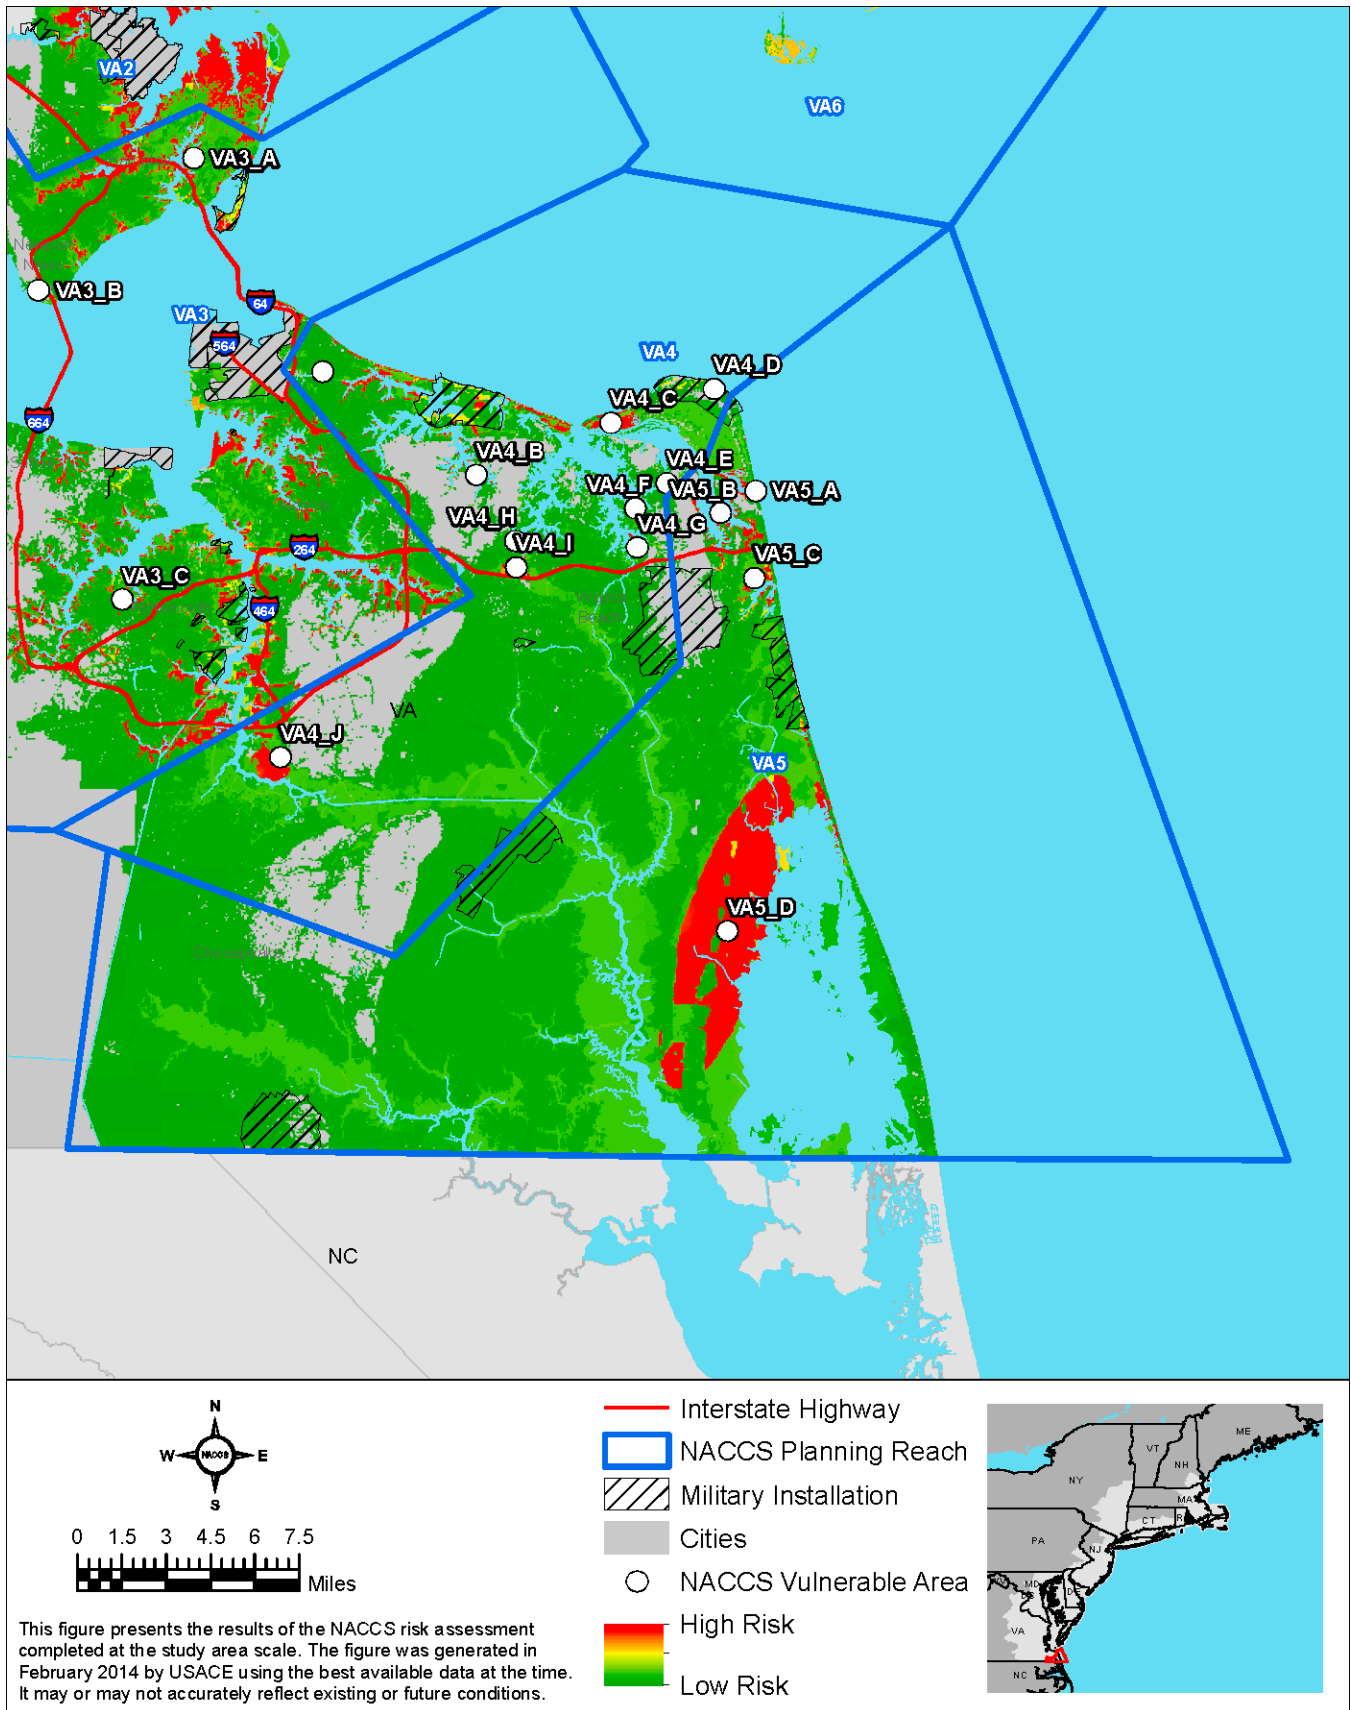 VA2
VA6
VA3_A
VA3_B
64
VA3
564
VA4
VA4_D
VA4_C
664
VA4_B
VA4_E
VA4_F
VA5_B
VA5_A
VA4_H
VA4_G
264
VA4_I
VA5_C
VA3_C
464
VA
VA4_J
VA5
VA5_D
NC
N
W
NACCS
E
S
0 1.5 3 4.5 6 7.5
Miles
This figure presents the results of the NACCS risk assessment
completed at the study area scale. The figure was generated in
February 2014 by USACE using the best available data at the time.
It may or may not accurately reflect existing or future conditions.
Interstate Highway
NACCS Planning Reach
Military Installation
Cities
NACCS Vulnerable Area
High Risk
Low Risk
ME
VT
NH
NY
MA
CT
PA
NJ
MD
VA
NC